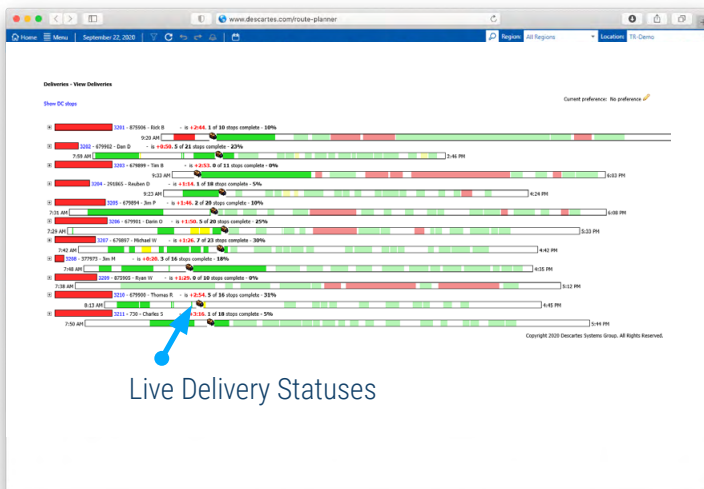 www.descartes.com/route-planner
Home Menu September 22, 2020 Region: All Regions Location: TR-Demo
Deliveries - View Deliveries
Current preference: No preference
Show DC stops
3201 - 875906 - Rick B - is +2:44. 1 of 10 stops complete - 10%
9:20 AM
3202 - 679902 - Dan D - is +0:50. 5 of 21 stops complete - 23%
7:59 AM 3:46 PM
3203 - 679899 - Tim B - is +2:53. 0 of 11 stops complete - 0%
9:33 AM 6:03 PM
3204 - 291865 - Reuben D - is +1:14. 1 of 18 stops complete - 5%
9:23 AM 4:24 PM
3205 - 679894 - Jim P - is +1:46. 2 of 20 stops complete - 10%
7:31 AM 6:08 PM
3206 - 679901 - Darin O - is +1:50. 5 of 20 stops complete - 25%
7:29 AM 5:33 PM
3207 - 679897 - Michael W - is +1:26. 7 of 23 stops complete - 30%
7:42 AM 4:42 PM
3208 - 377973 - Jim M - is +0:20. 3 of 16 stops complete - 18%
7:48 AM 4:35 PM
3209 - 875905 - Ryan W - is +1:29. 0 of 10 stops complete - 0%
7:38 AM 5:12 PM
3210 - 679900 - Thomas R - is +2:54. 5 of 16 stops complete - 31%
8:13 AM 4:45 PM
3211 - 736 - Charles S 3:16. 1 of 18 stops complete - 5%
7:50 AM 5:44 PM
Copyright 2020 Descartes Systems Group. All Rights Reserved.
Live Delivery Statuses